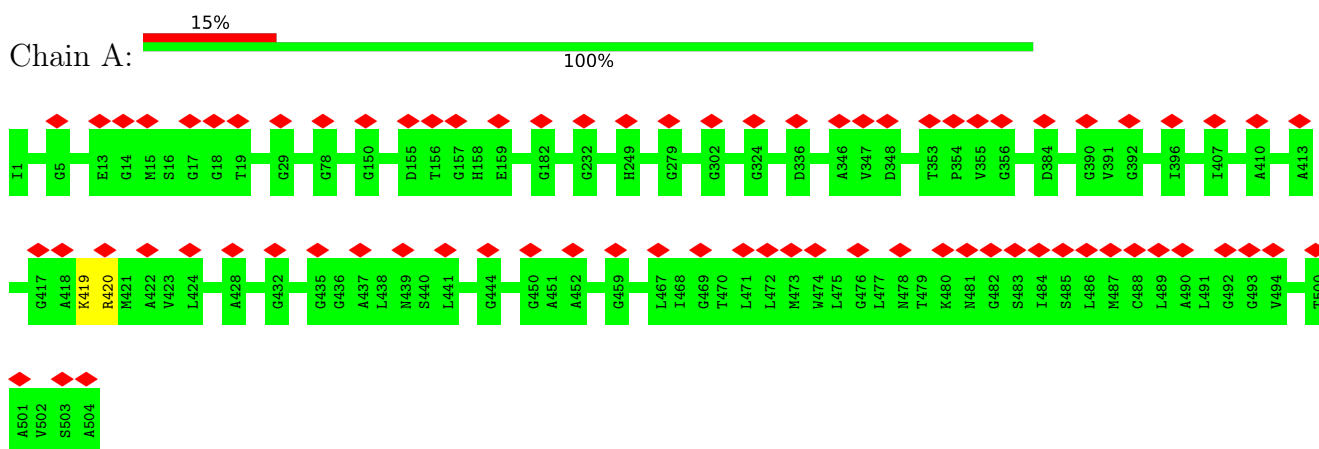 15%
Chain A:
100%
I1 G5 E13 G14 M15 S16 G17 G18 T19 G29 G78 G150 D155 T156 G157 H158 E159 G182 G232 H249 G279 G302 G324 D336 A346 V347 D348 T353 P354 V355 G356 D384 G390 V391 G392 I396 I407 A410 A413
G417 A418 K419 R420 M421 A422 V423 L424 A428 G432 G435 G436 A437 L438 N439 S440 L441 G444 G450 A451 A452 G459 L467 I468 G469 T470 L471 L472 M473 W474 L475 G476 L477 N478 T479 K480 N481 G482 S483 I484 S485 L486 M487 C488 L489 A490 L491 G492 G493 V494 T500
A501 V502 S503 A504